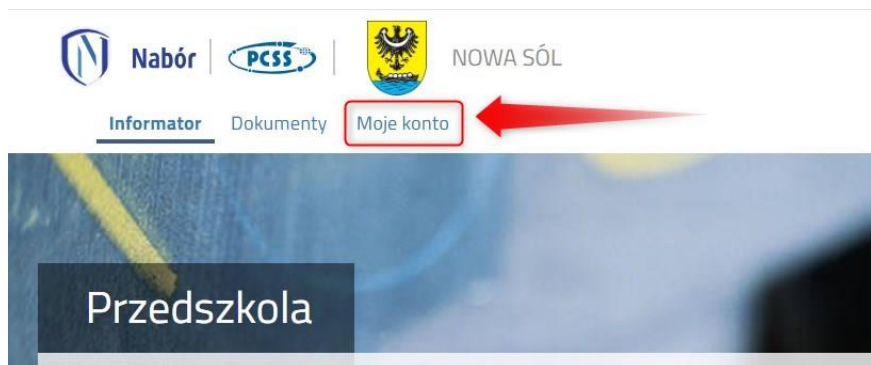 Nabór PCSS NOWA SÓL
Informator Dokumenty Moje konto
Przedszkola